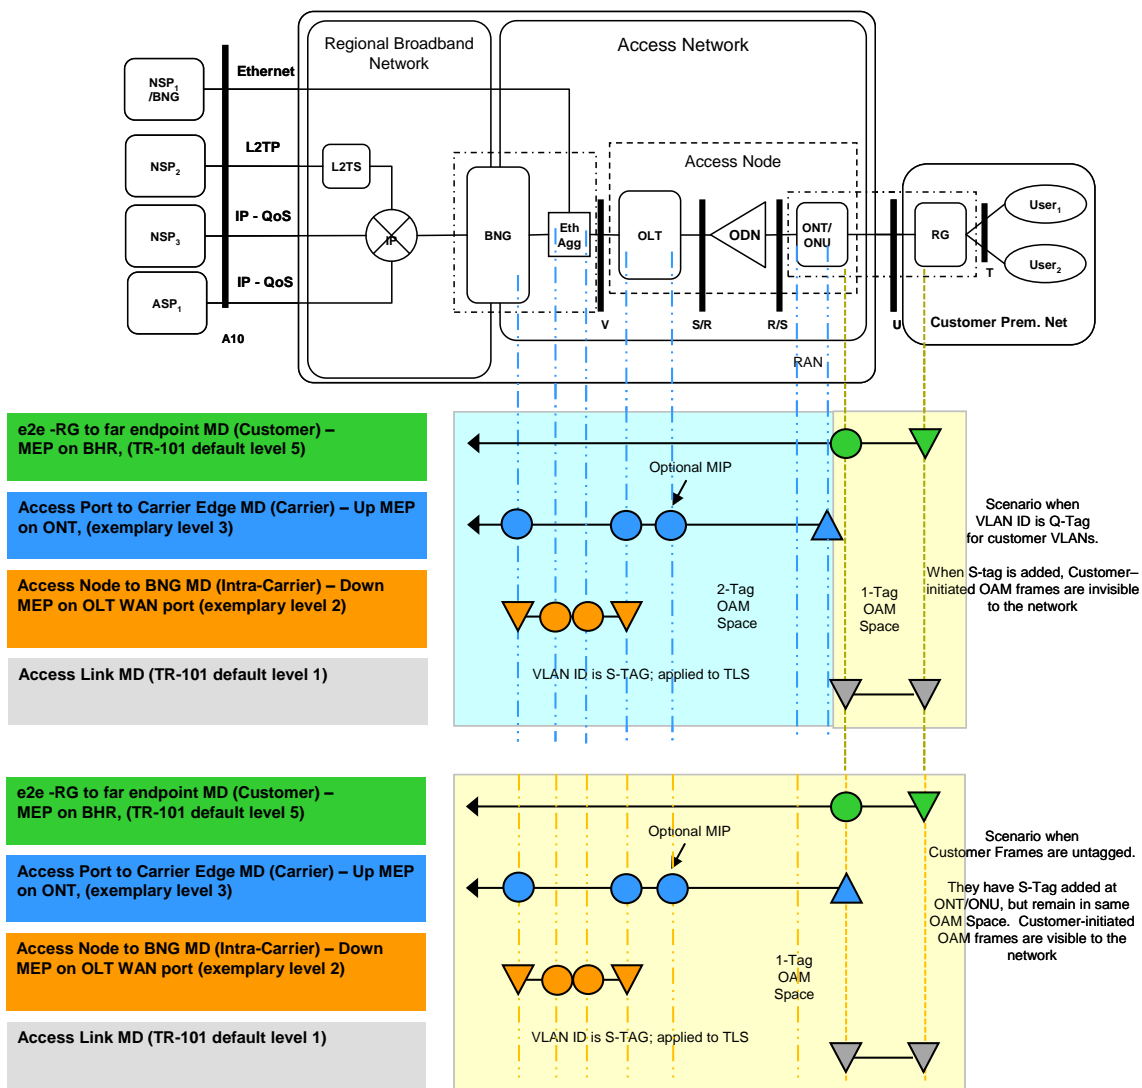 Regional Broadband
Network
Access Network
NSP1
/BNG
Ethernet
NSP2
L2TP
L2TS
Access Node
NSP3
IP - QoS
IP
BNG
Eth
Agg
OLT
ODN
ONT/
ONU
RG
User1
User2
T
ASP1
IP - QoS
A10
V
S/R
R/S
U
Customer Prem. Net
RAN
e2e -RG to far endpoint MD (Customer) –
MEP on BHR, (TR-101 default level 5)
Optional MIP
Access Port to Carrier Edge MD (Carrier) – Up MEP
on ONT, (exemplary level 3)
Scenario when
VLAN ID is Q-Tag
for customer VLANs.
When S-tag is added, Customer–
initiated OAM frames are invisible
to the network
Access Node to BNG MD (Intra-Carrier) – Down
MEP on OLT WAN port (exemplary level 2)
2-Tag
OAM
Space
1-Tag
OAM
Space
Access Link MD (TR-101 default level 1)
VLAN ID is S-TAG; applied to TLS
e2e -RG to far endpoint MD (Customer) –
MEP on BHR, (TR-101 default level 5)
Optional MIP
Access Port to Carrier Edge MD (Carrier) – Up MEP
on ONT, (exemplary level 3)
Scenario when
Customer Frames are untagged.
They have S-Tag added at
ONT/ONU, but remain in same
OAM Space. Customer-initiated
OAM frames are visible to the
network
Access Node to BNG MD (Intra-Carrier) – Down
MEP on OLT WAN port (exemplary level 2)
1-Tag
OAM
Space
Access Link MD (TR-101 default level 1)
VLAN ID is S-TAG; applied to TLS